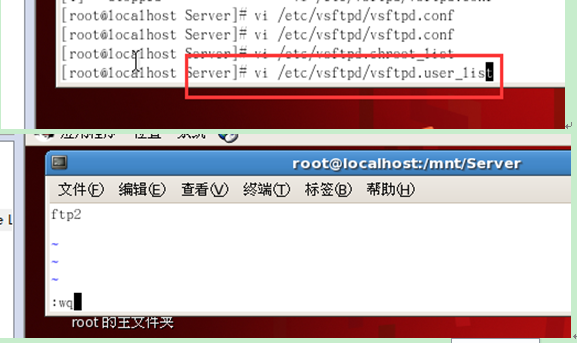 [root@localhost Server]# vi /etc/vsftpd/vsftpd.conf
[root@localhost Server]# vi /etc/vsftpd/vsftpd.conf
[root@localhost Server]# vi /etc/vsftpd.chroot_list
[root@localhost Server]# vi /etc/vsftpd/vsftpd.user_list
应用程序 位置 系统
root@localhost:/mnt/Server
文件(F) 编辑(E) 查看(V) 终端(T) 标签(B) 帮助(H)
ftp2
~
~
~
:wq
root 的主文件夹